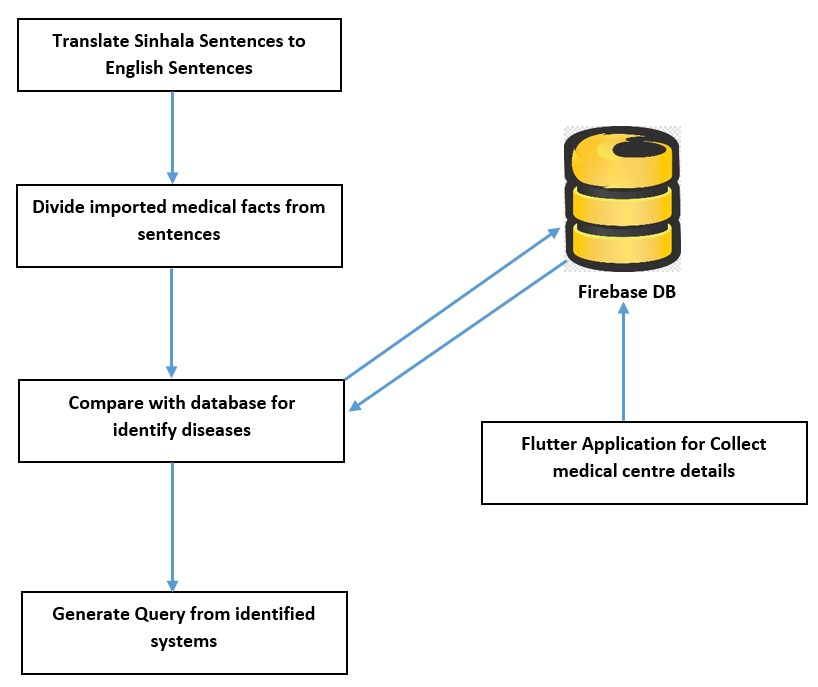 Translate Sinhala Sentences to
English Sentences
Divide imported medical facts from
sentences
Firebase DB
Compare with database for
identify diseases
Flutter Application for Collect
medical centre details
Generate Query from identified
systems